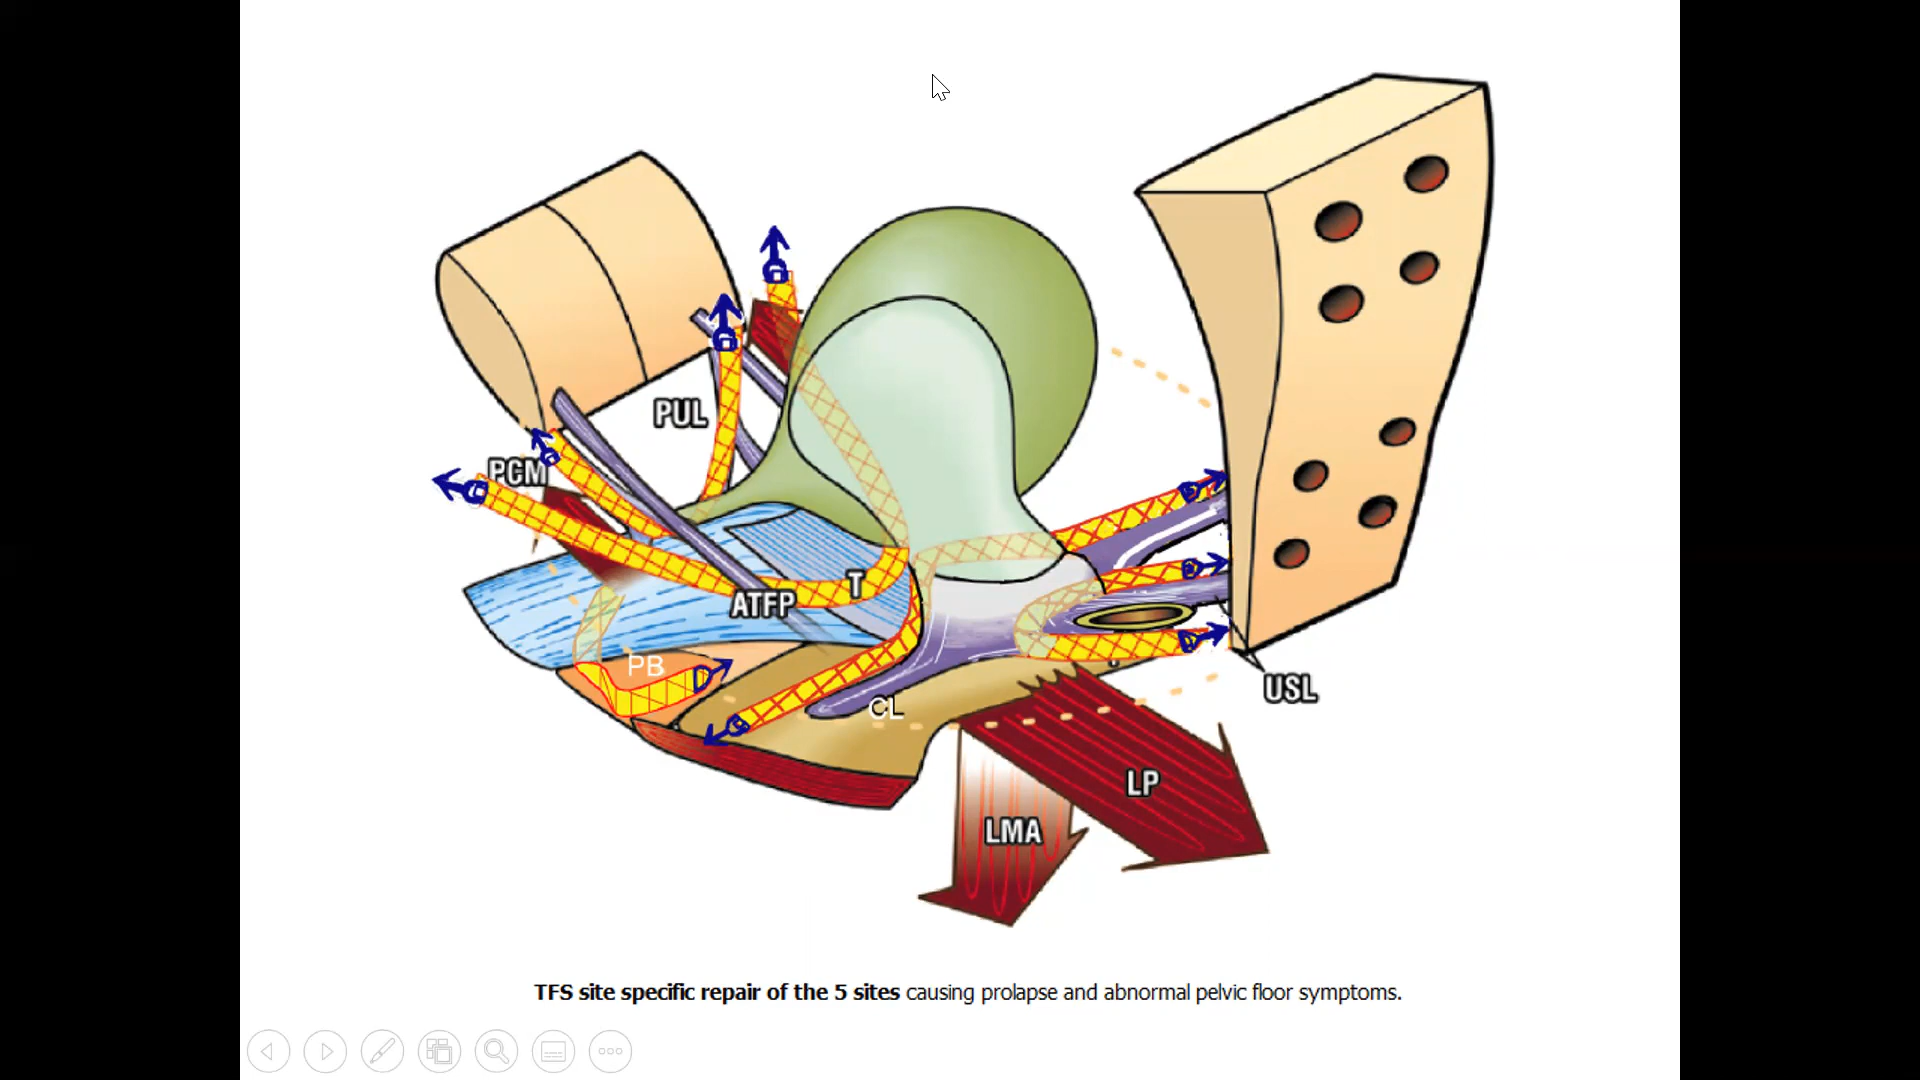 PUL
PCM
T
ATFP
PB
CL
USL
LP
LMA
TFS site specific repair of the 5 sites causing prolapse and abnormal pelvic floor symptoms.